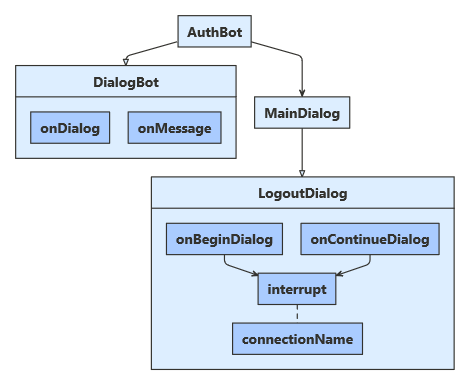 AuthBot
DialogBot
onDialog
onMessage
MainDialog
LogoutDialog
onBeginDialog
onContinueDialog
interrupt
connectionName